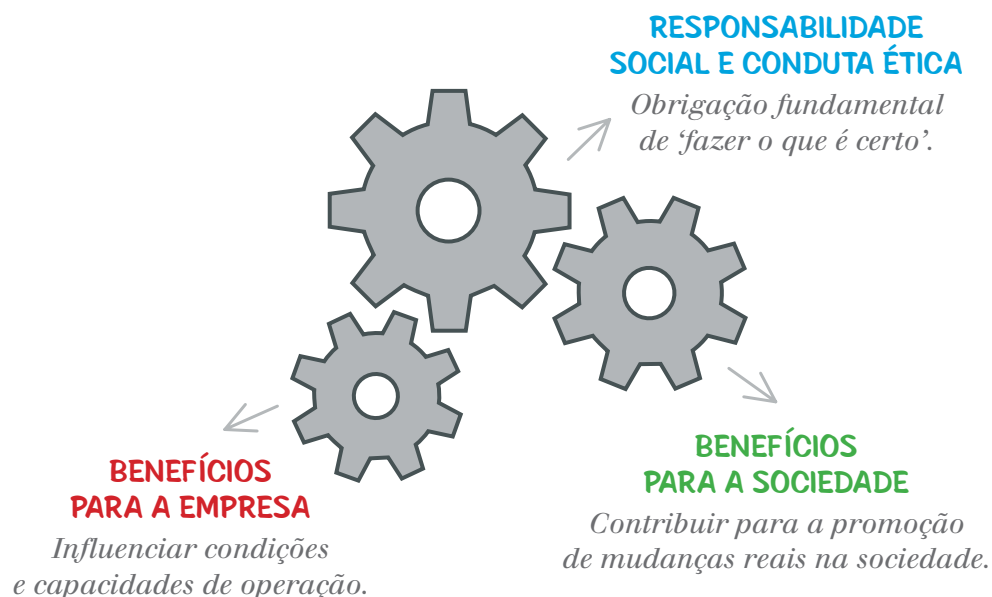 RESPONSABILIDADE
SOCIAL E CONDUTA ÉTICA
Obrigação fundamental
de ‘fazer o que é certo’.
BENEFÍCIOS
PARA A EMPRESA
Influenciar condições
e capacidades de operação.
BENEFÍCIOS
PARA A SOCIEDADE
Contribuir para a promoção
de mudanças reais na sociedade.